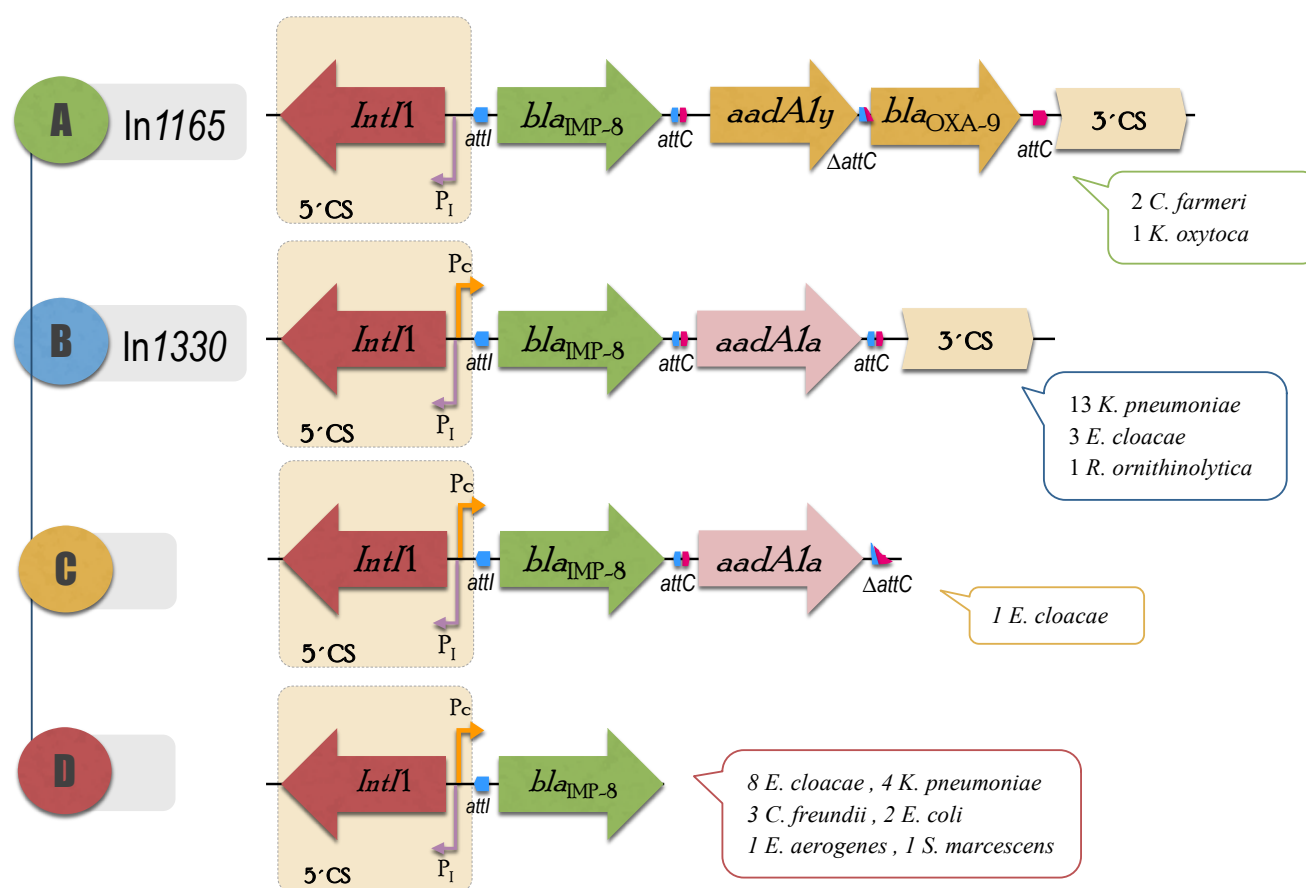 A
In1165
IntI1
attI
blaIMP-8
attC
aadA1y
ΔattC
blaOXA-9
attC
3´CS
PI
5´CS
2 C. farmeri
1 K. oxytoca
B
In1330
Pc
IntI1
attI
blaIMP-8
attC
aadA1a
attC
3´CS
PI
5´CS
13 K. pneumoniae
3 E. cloacae
1 R. ornithinolytica
C
Pc
IntI1
attI
blaIMP-8
attC
aadA1a
ΔattC
PI
5´CS
1 E. cloacae
D
Pc
IntI1
attI
blaIMP-8
PI
5´CS
8 E. cloacae , 4 K. pneumoniae
3 C. freundii , 2 E. coli
1 E. aerogenes , 1 S. marcescens